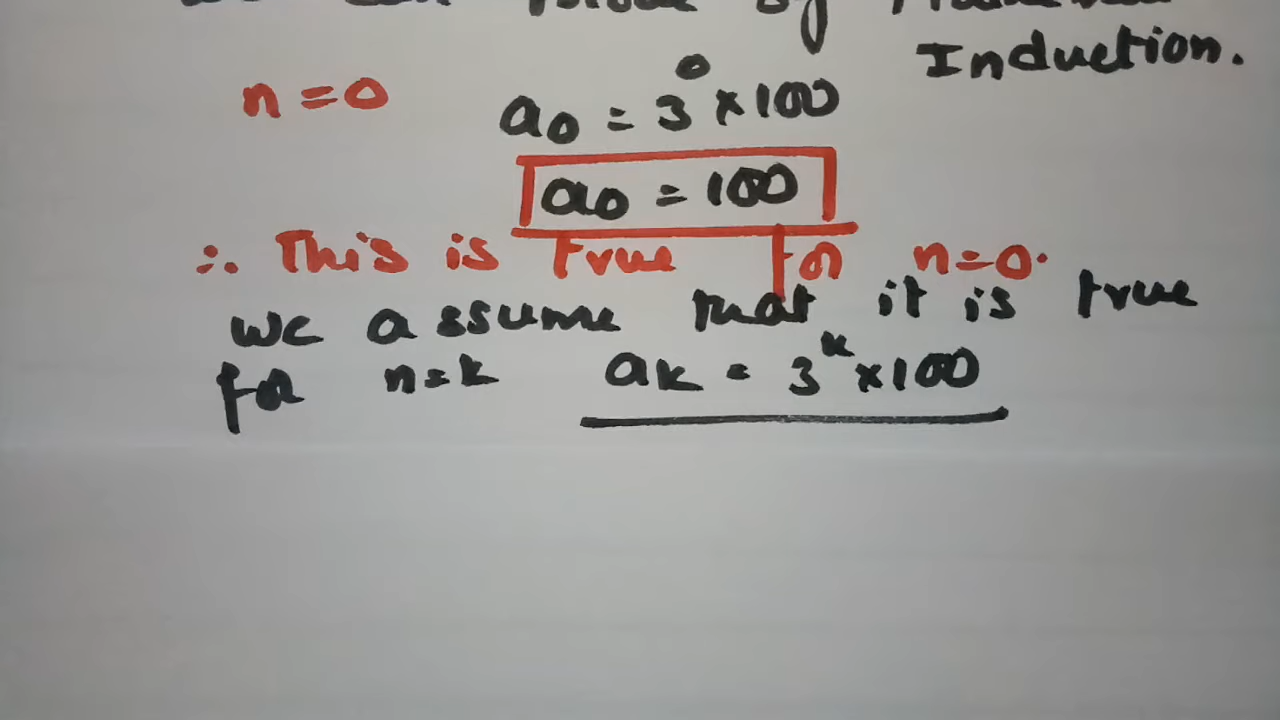 by
Induction.
n=0 a0 = 3^0 × 100
a0 = 100
∴ This is true for n=0.
we assume that it is true
for n=k ak = 3^k × 100